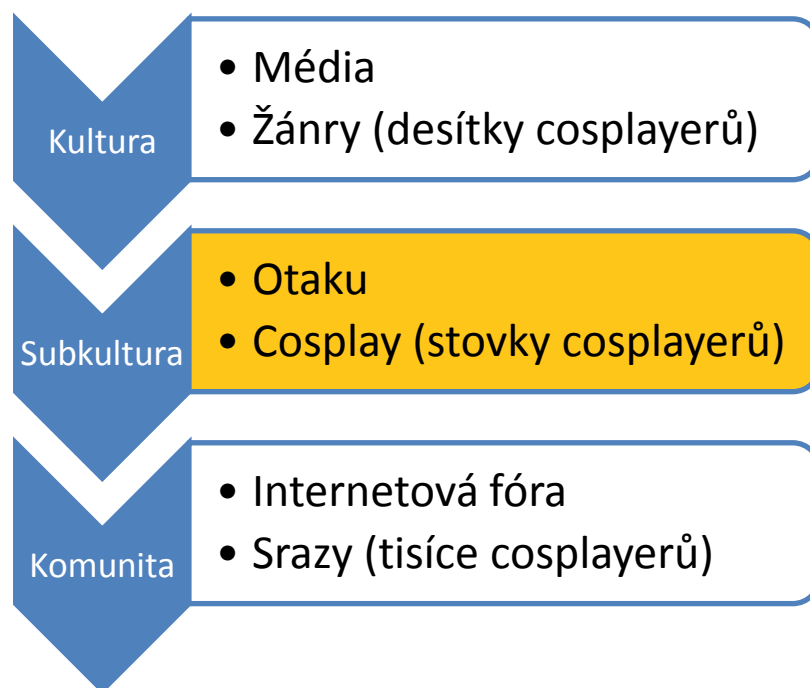 Kultura
• Média
• Žánry (desítky cosplayerů)
Subkultura
• Otaku
• Cosplay (stovky cosplayerů)
Komunita
• Internetová fóra
• Srazy (tisíce cosplayerů)